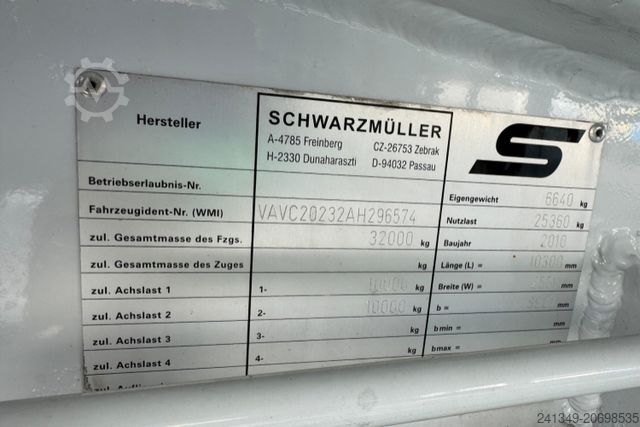 Hersteller
SCHWARZMÜLLER
A-4785 Freinberg CZ-26753 Zebrak
H-2330 Dunaharaszti D-94032 Passau
S
Betriebserlaubnis-Nr.
Fahrzeugident-Nr. (WMI) VAVC20232AH296574
zul. Gesamtmasse des Fzgs. 32000 kg
zul. Gesamtmasse des Zuges kg
zul. Achslast 1 1- 10000 kg
zul. Achslast 2 2- 10000 kg
zul. Achslast 3 3- kg
zul. Achslast 4 4- kg
Eigengewicht 6640 kg
Nutzlast 25360 kg
Baujahr 2010
Länge (L) = 10300 mm
Breite (W) = mm
b = mm
bmin = mm
bmax = mm
241349-20698535